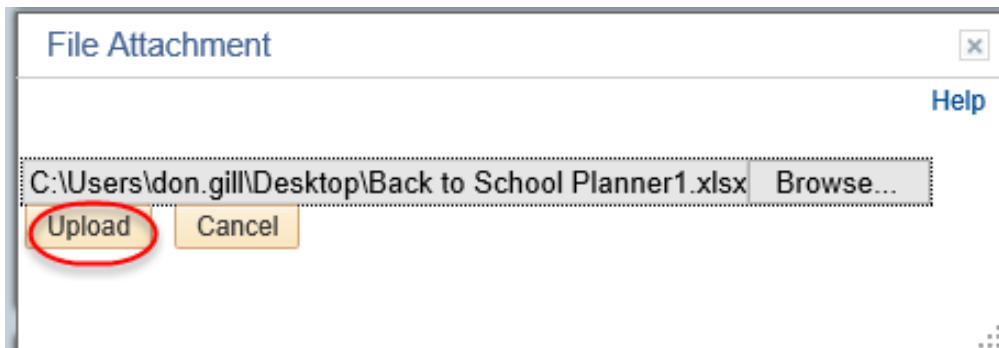 File Attachment
Help
C:\Users\don.gill\Desktop\Back to School Planner1.xlsx Browse...
Upload Cancel